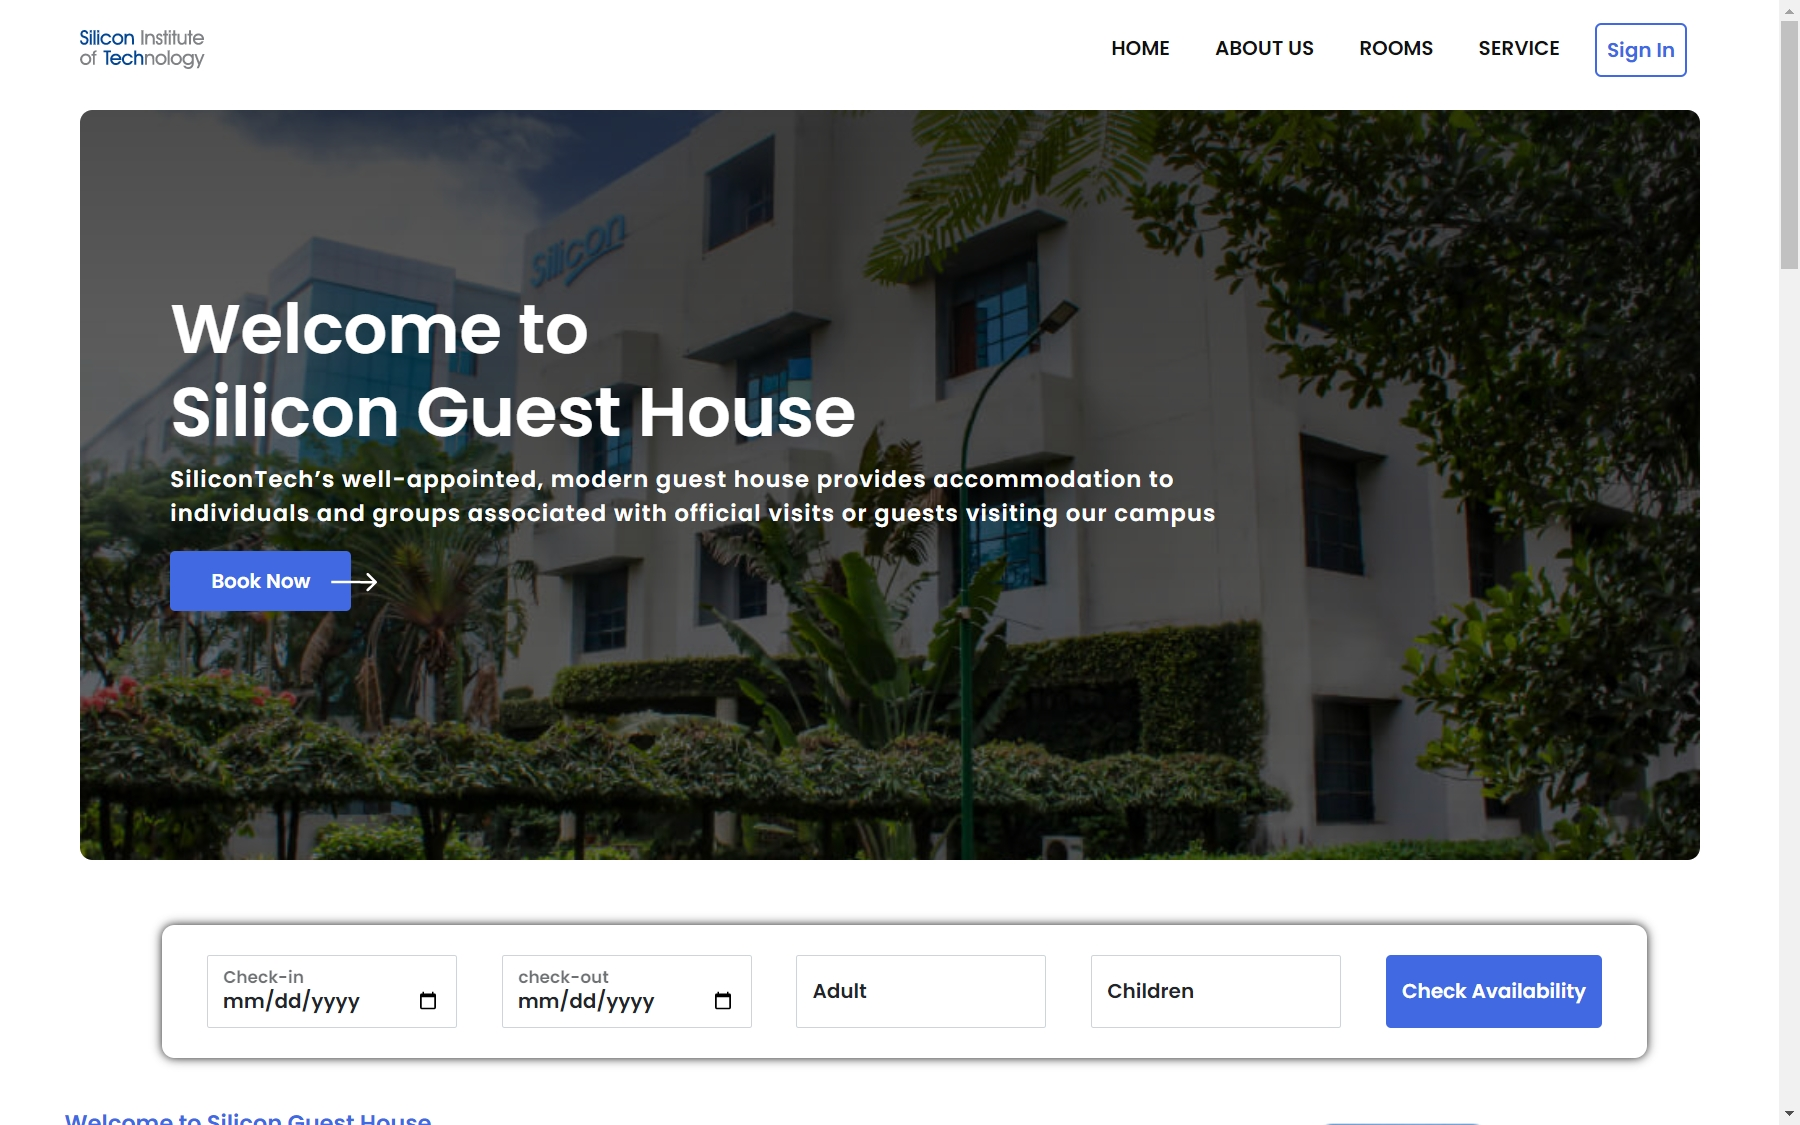 Silicon Institute
of Technology
HOME ABOUT US ROOMS SERVICE Sign In
Silicon
Welcome to
Silicon Guest House
SiliconTech’s well-appointed, modern guest house provides accommodation to
individuals and groups associated with official visits or guests visiting our campus
Book Now
Check-in
mm/dd/yyyy
check-out
mm/dd/yyyy
Adult
Children
Check Availability
Welcome to Silicon Guest House